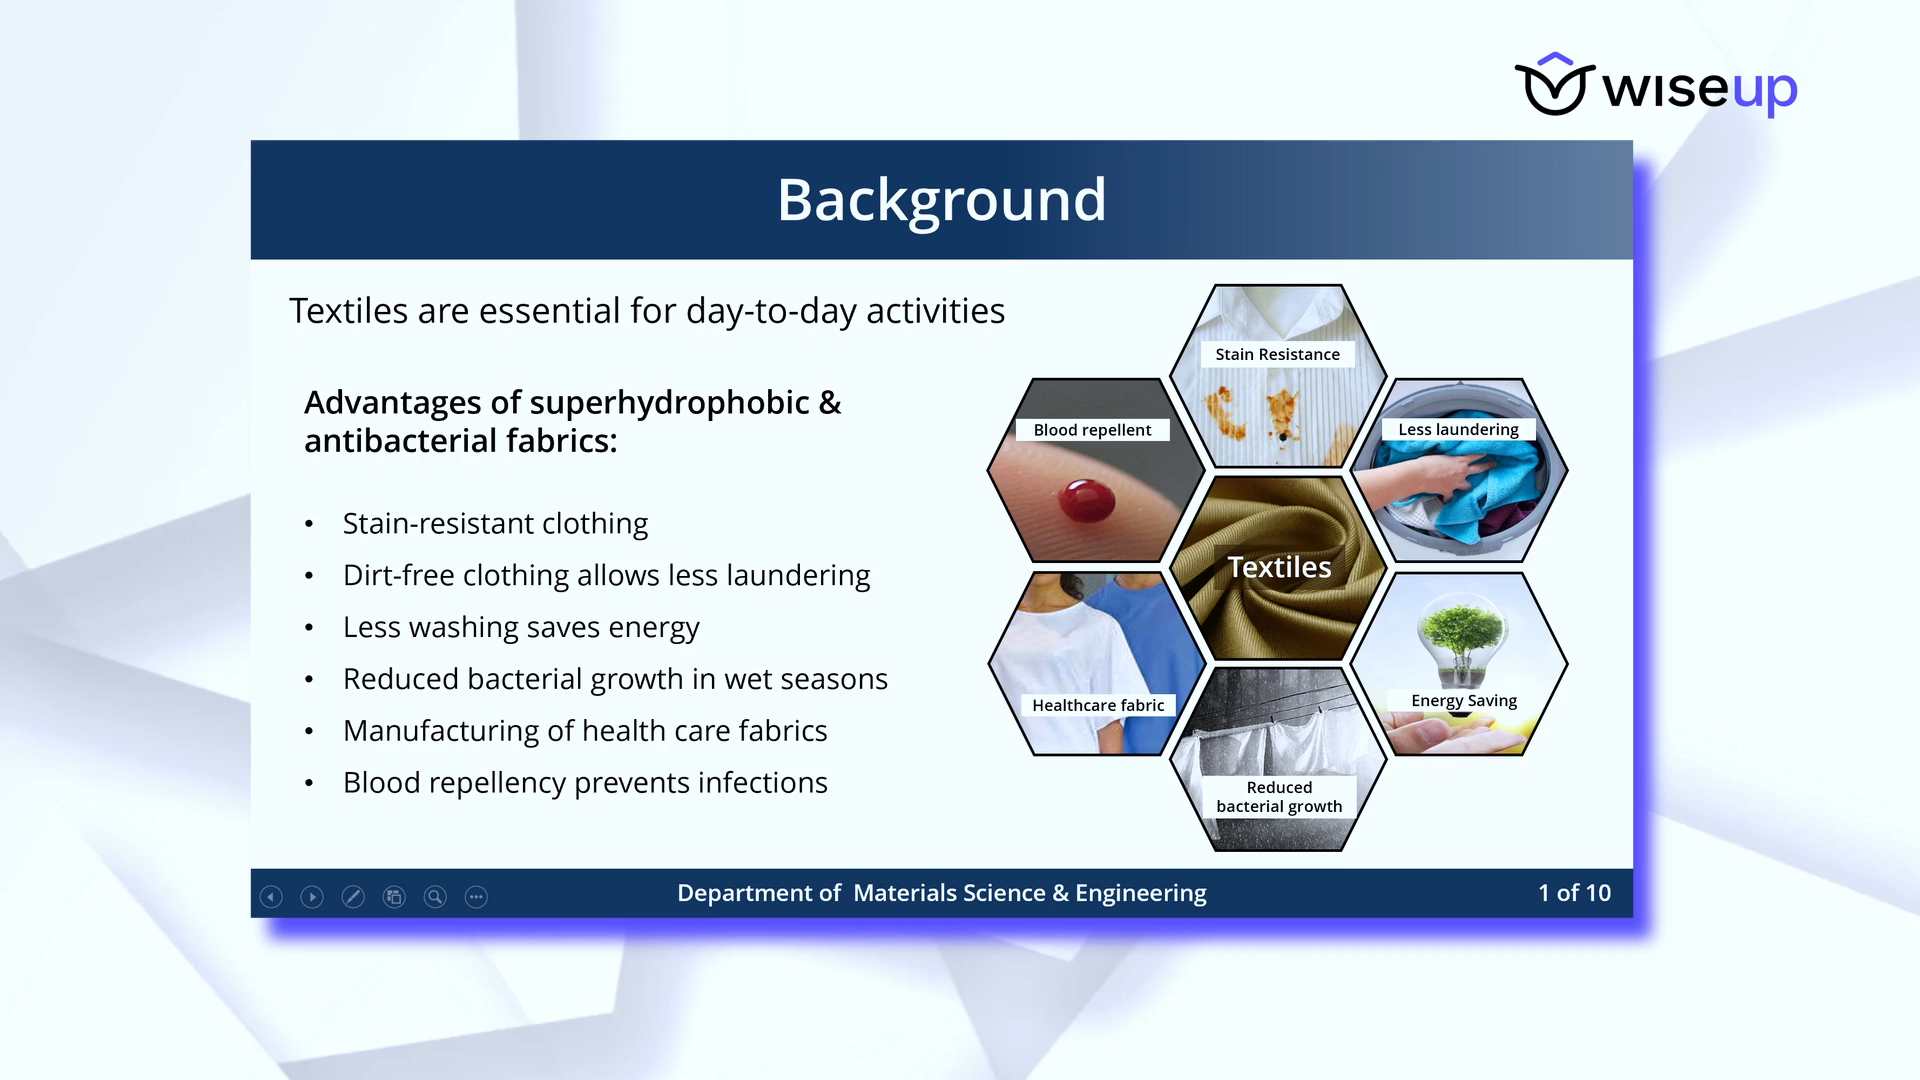 wiseup
Background
Textiles are essential for day-to-day activities
Advantages of superhydrophobic &
antibacterial fabrics:
• Stain-resistant clothing
• Dirt-free clothing allows less laundering
• Less washing saves energy
• Reduced bacterial growth in wet seasons
• Manufacturing of health care fabrics
• Blood repellency prevents infections
Stain Resistance
Blood repellent
Less laundering
Textiles
Healthcare fabric
Energy Saving
Reduced
bacterial growth
Department of Materials Science & Engineering
1 of 10